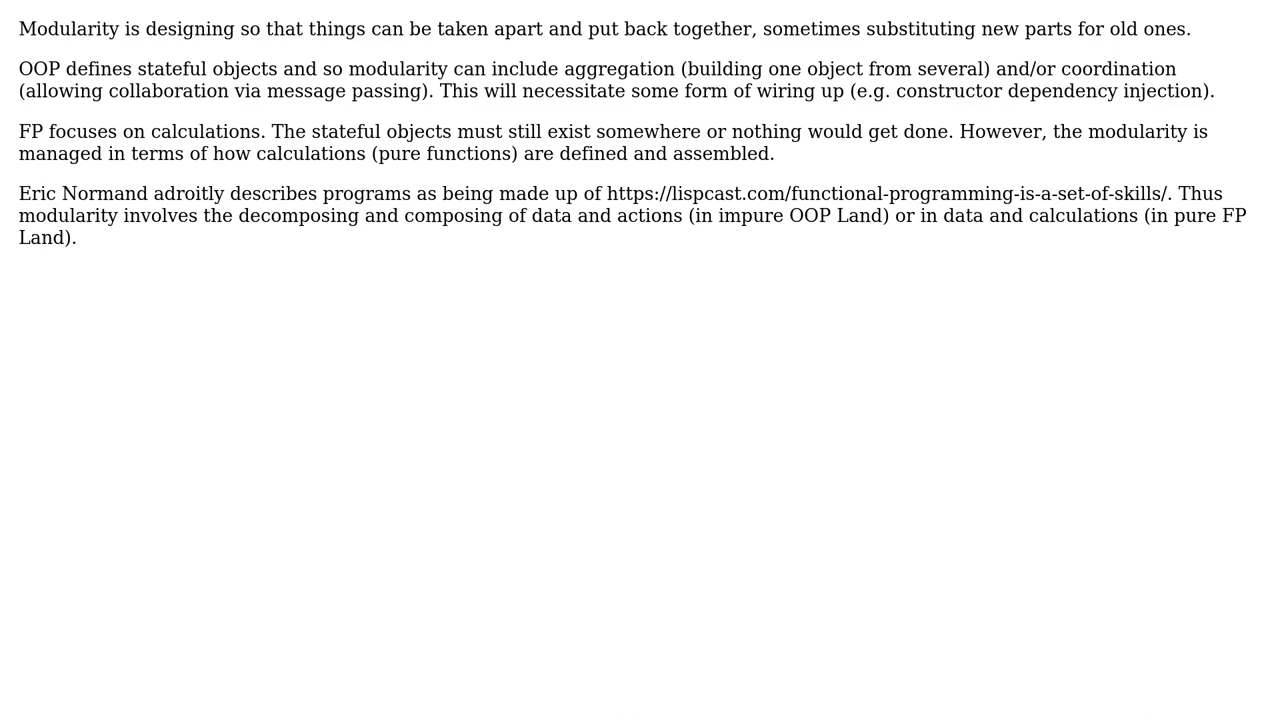 Modularity is designing so that things can be taken apart and put back together, sometimes substituting new parts for old ones.
OOP defines stateful objects and so modularity can include aggregation (building one object from several) and/or coordination
(allowing collaboration via message passing). This will necessitate some form of wiring up (e.g. constructor dependency injection).
FP focuses on calculations. The stateful objects must still exist somewhere or nothing would get done. However, the modularity is
managed in terms of how calculations (pure functions) are defined and assembled.
Eric Normand adroitly describes programs as being made up of https://lispcast.com/functional-programming-is-a-set-of-skills/. Thus
modularity involves the decomposing and composing of data and actions (in impure OOP Land) or in data and calculations (in pure FP
Land).